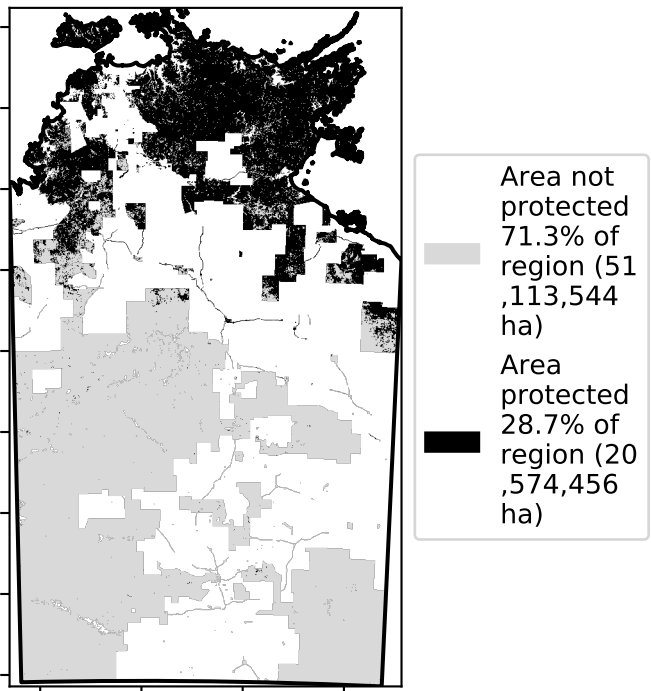 Area not
protected
71.3% of
region (51
,113,544
ha)
Area
protected
28.7% of
region (20
,574,456
ha)